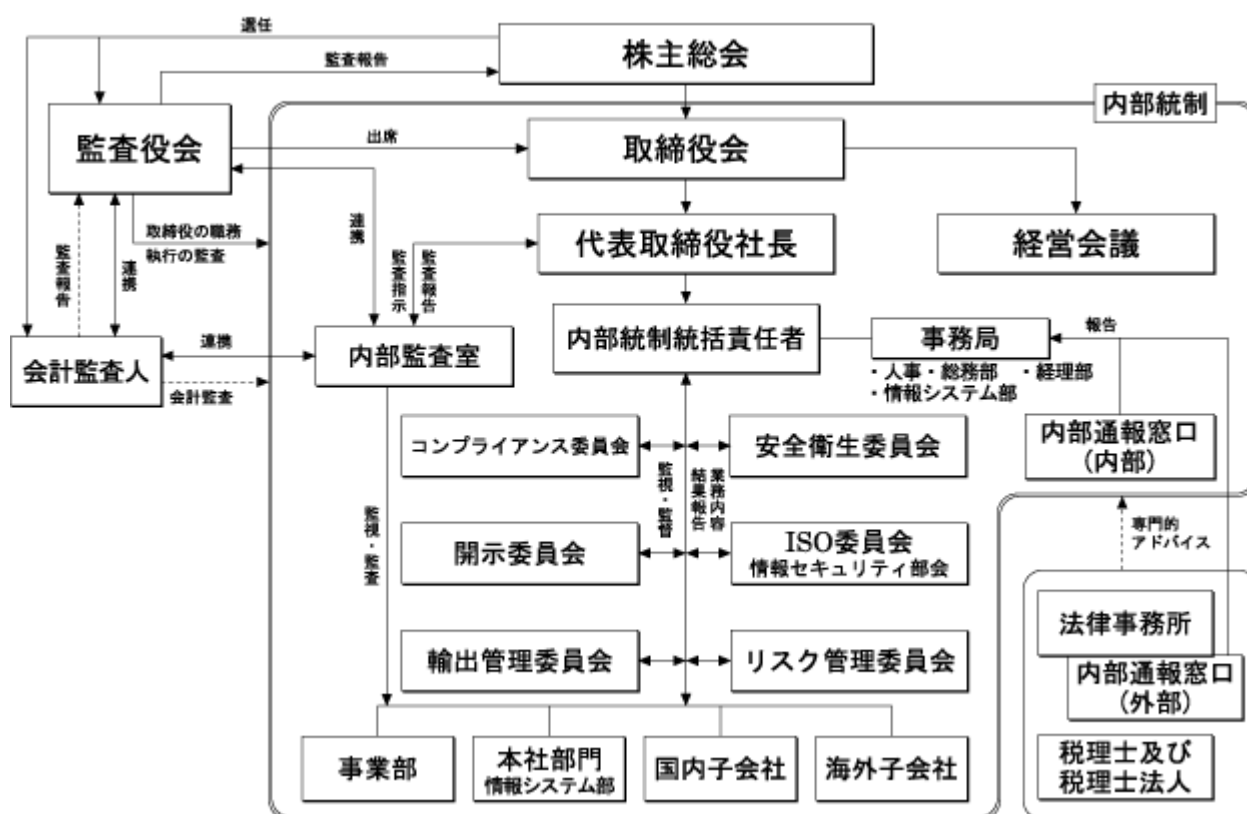 選任
株主総会
監査報告
内部統制
監査役会
出席
取締役会
連携
取締役の職務
執行の監査
代表取締役社長
経営会議
監査報告
連携
監査指示
監査報告
会計監査人
連携
会計監査
内部監査室
内部統制統括責任者
事務局
報告
・人事・総務部 ・経理部
・情報システム部
コンプライアンス委員会
安全衛生委員会
内部通報窓口
(内部)
監視・監査
監視・監督
業務内容
結果報告
開示委員会
ISO委員会
情報セキュリティ部会
専門的
アドバイス
輸出管理委員会
リスク管理委員会
法律事務所
内部通報窓口
(外部)
事業部
本社部門
情報システム部
国内子会社
海外子会社
税理士及び
税理士法人